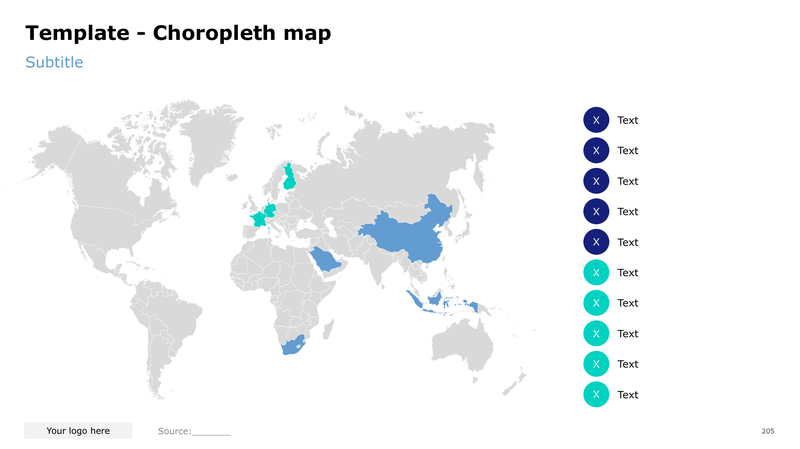 Template - Choropleth map
Subtitle
X Text
X Text
X Text
X Text
X Text
X Text
X Text
X Text
X Text
X Text
Your logo here
Source:_______
205